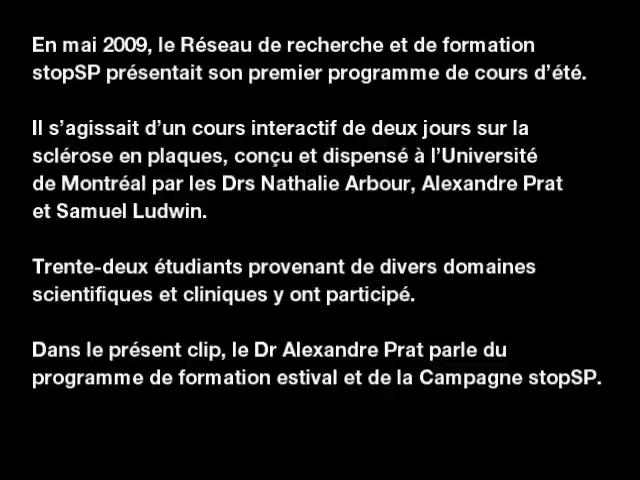 En mai 2009, le Réseau de recherche et de formation
stopSP présentait son premier programme de cours d’été.
Il s’agissait d’un cours interactif de deux jours sur la
sclérose en plaques, conçu et dispensé à l’Université
de Montréal par les Drs Nathalie Arbour, Alexandre Prat
et Samuel Ludwin.
Trente-deux étudiants provenant de divers domaines
scientifiques et cliniques y ont participé.
Dans le présent clip, le Dr Alexandre Prat parle du
programme de formation estival et de la Campagne stopSP.